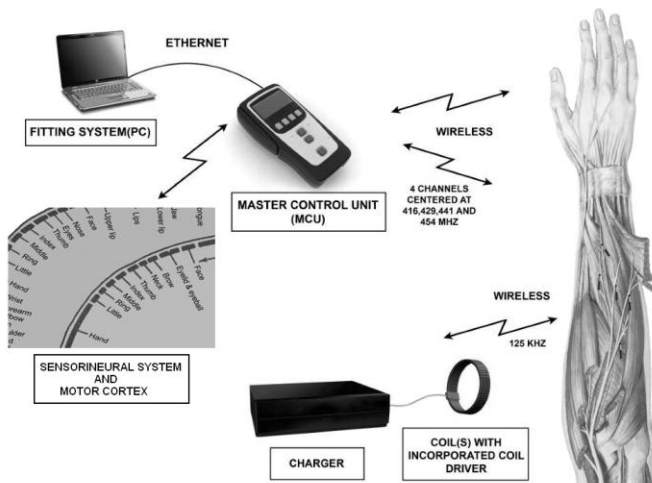 ETHERNET
FITTING SYSTEM(PC)
MASTER CONTROL UNIT
(MCU)
WIRELESS
4 CHANNELS
CENTERED AT
416,429,441 AND
454 MHZ
Tongue
Jaw
Lower lip
Lips
Upper lip
Face
Nose
Eyes
Thumb
Index
Middle
Ring
Little
Hand
Wrist
Forearm
Elbow
Face
Eyelid & eyeball
Brow
Neck
Thumb
Index
Middle
Ring
Little
Hand
SENSORINEURAL SYSTEM
AND
MOTOR CORTEX
WIRELESS
125 KHZ
CHARGER
COIL(S) WITH
INCORPORATED COIL
DRIVER